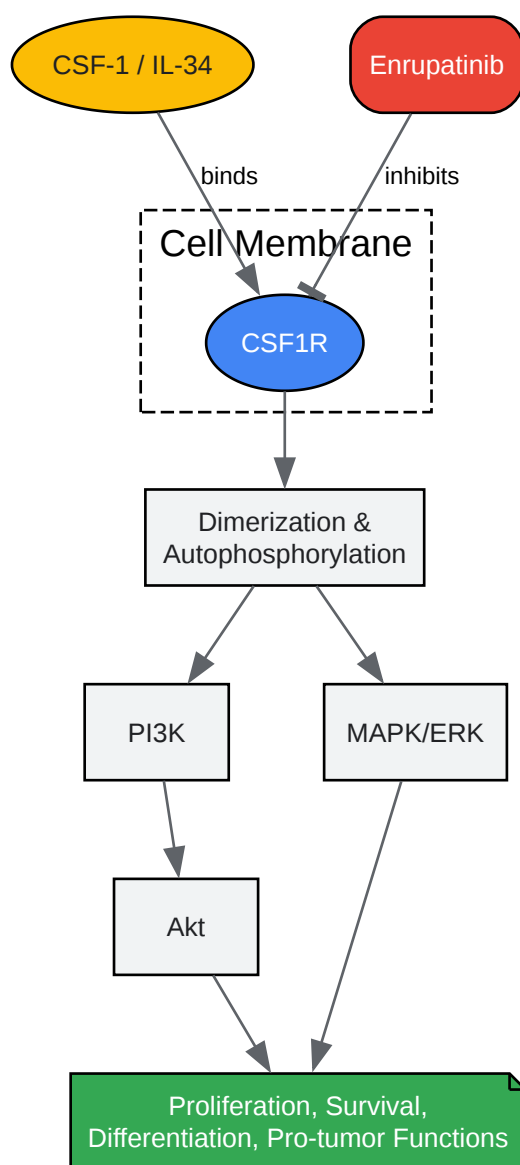 CSF-1 / IL-34
Enrupatinib
binds
inhibits
Cell Membrane
CSF1R
Dimerization &
Autophosphorylation
PI3K
MAPK/ERK
Akt
Proliferation, Survival,
Differentiation, Pro-tumor Functions